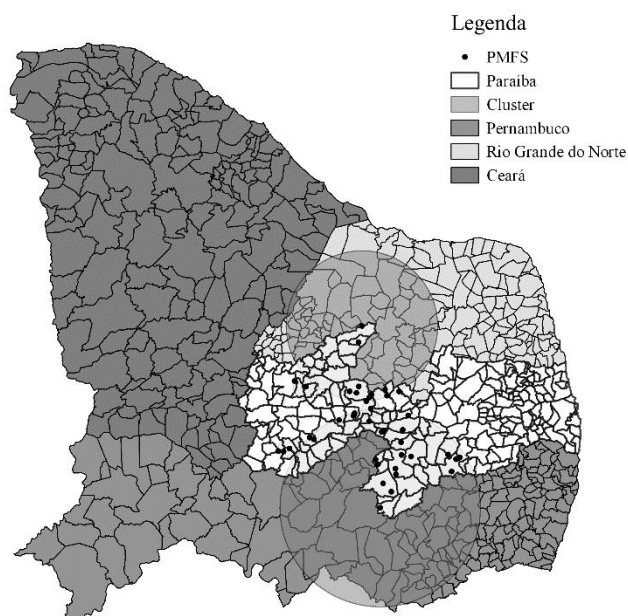 Legenda
PMFS
Paraíba
Cluster
Pernambuco
Rio Grande do Norte
Ceará